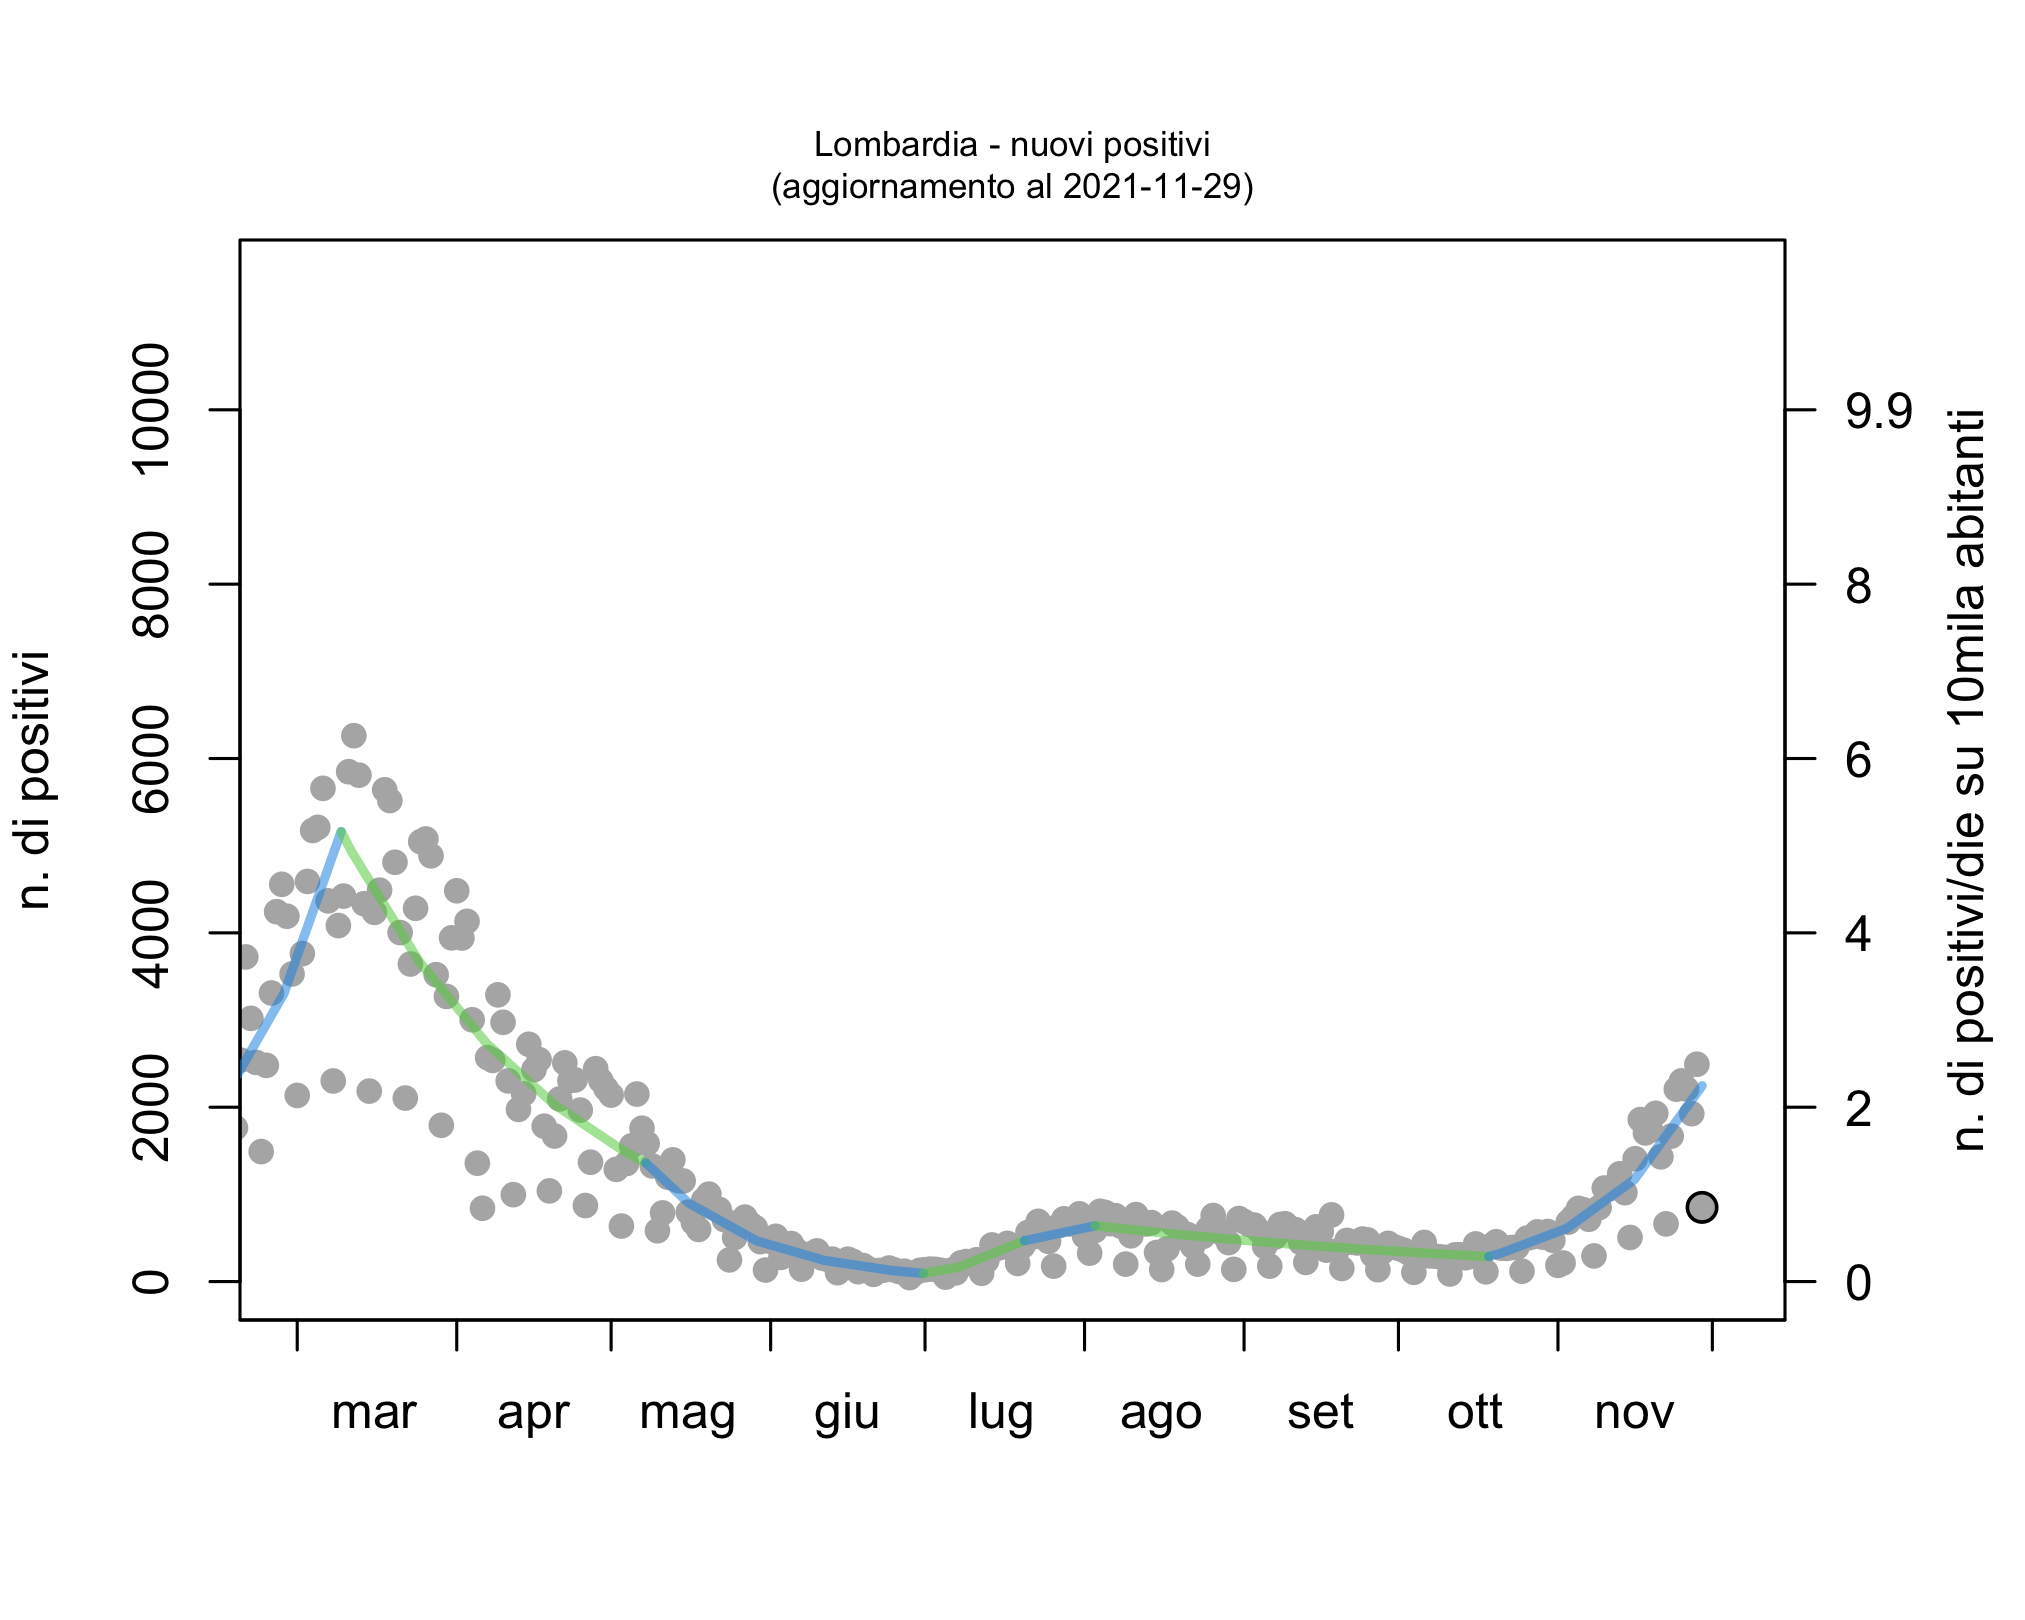 Lombardia - nuovi positivi
(aggiornamento al 2021-11-29)
n. di positivi
10000
8000
6000
4000
2000
0
9.9
8
6
4
2
0
n. di positivi/die su 10mila abitanti
mar apr mag giu lug ago set ott nov